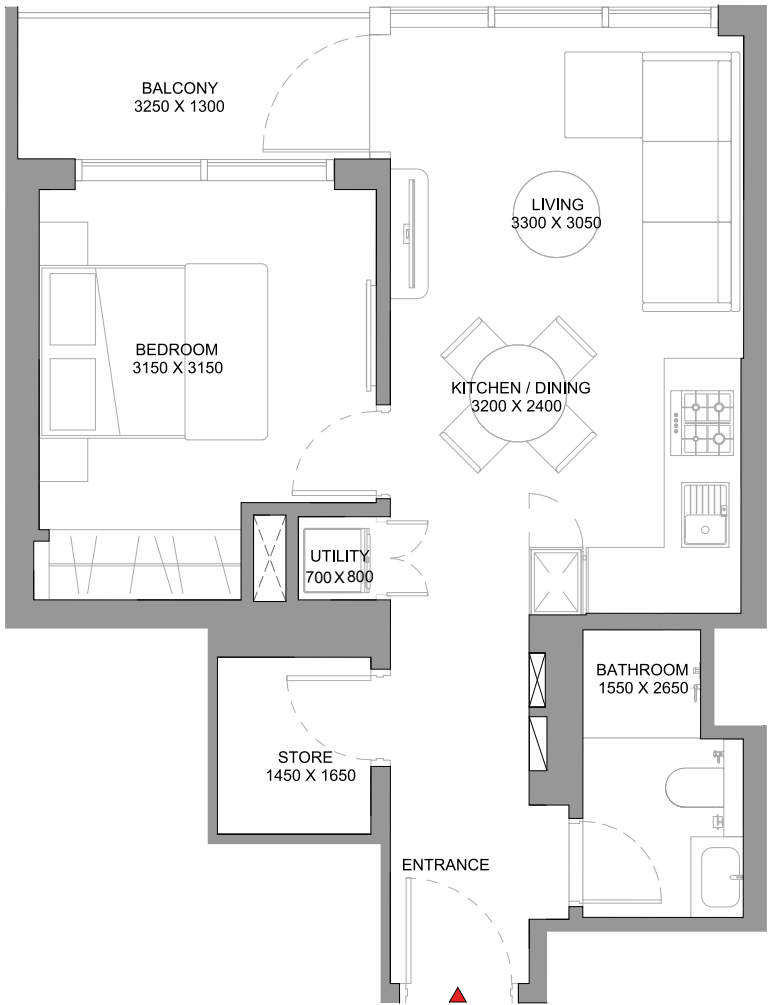 BALCONY
3250 X 1300
LIVING
3300 X 3050
BEDROOM
3150 X 3150
KITCHEN / DINING
3200 X 2400
UTILITY
700 X 800
BATHROOM
1550 X 2650
STORE
1450 X 1650
ENTRANCE